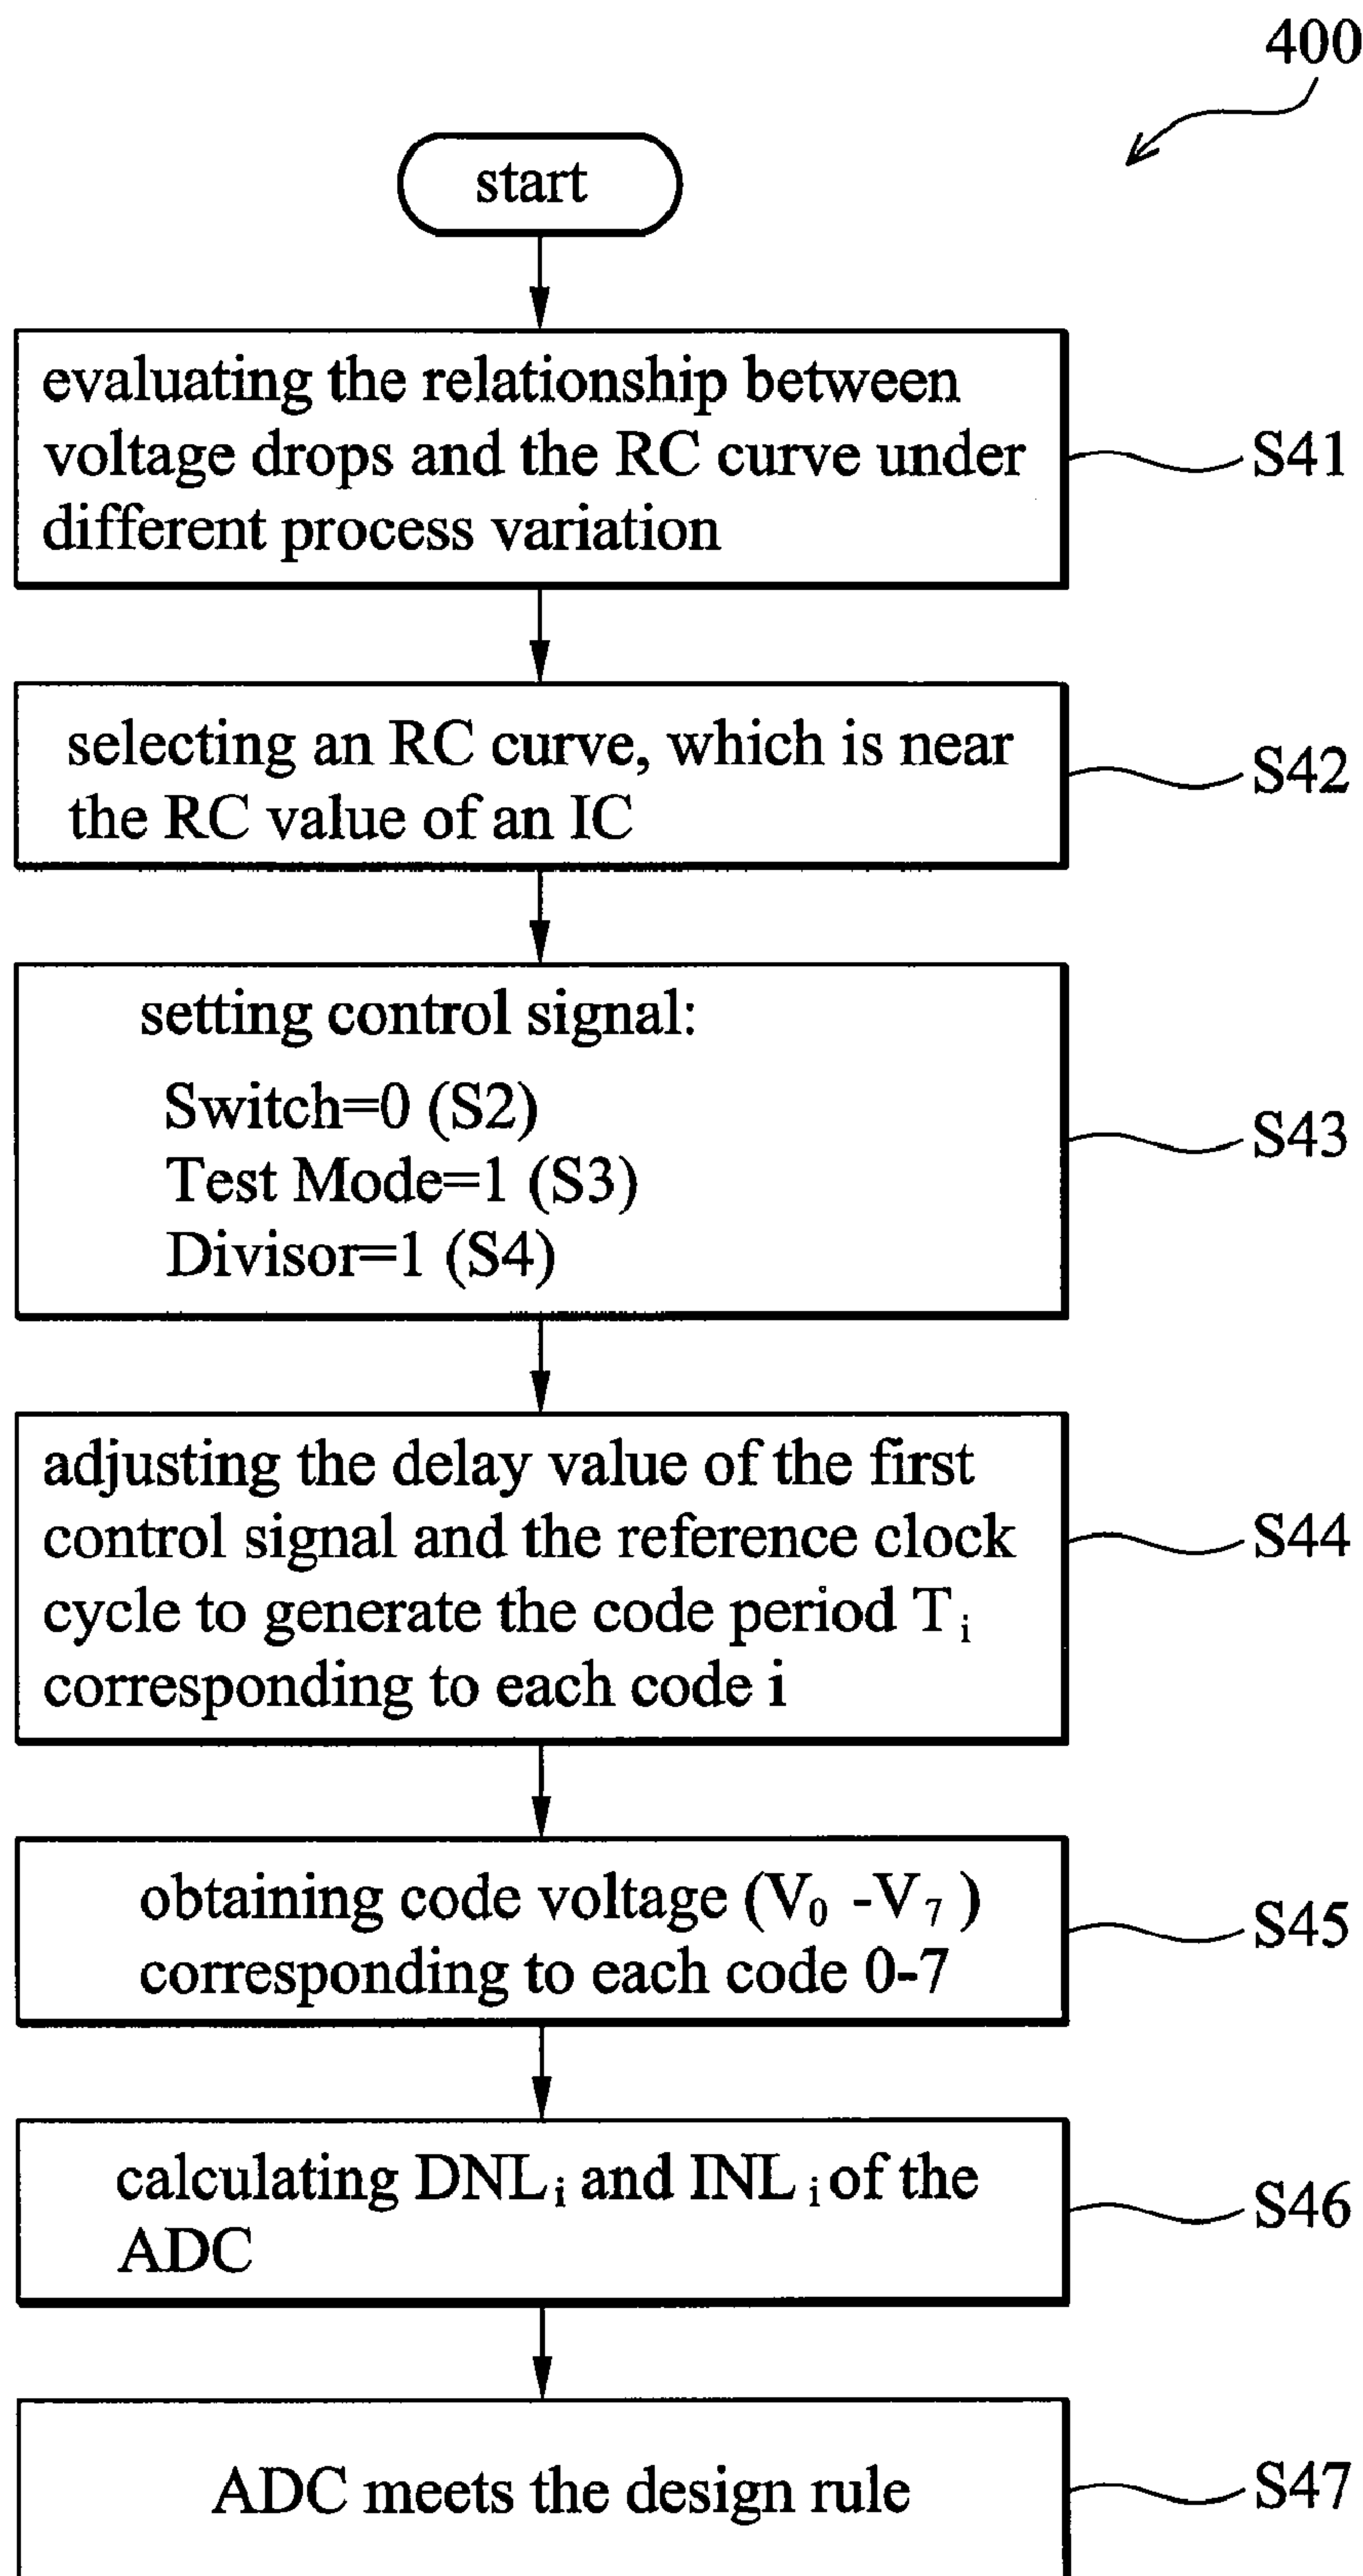 400
start
evaluating the relationship between
voltage drops and the RC curve under
different process variation
S41
selecting an RC curve, which is near
the RC value of an IC
S42
setting control signal:
Switch=0 (S2)
Test Mode=1 (S3)
Divisor=1 (S4)
S43
adjusting the delay value of the first
control signal and the reference clock
cycle to generate the code period T i
corresponding to each code i
S44
obtaining code voltage (V0 -V7 )
corresponding to each code 0-7
S45
calculating DNL i and INL i of the
ADC
S46
ADC meets the design rule
S47